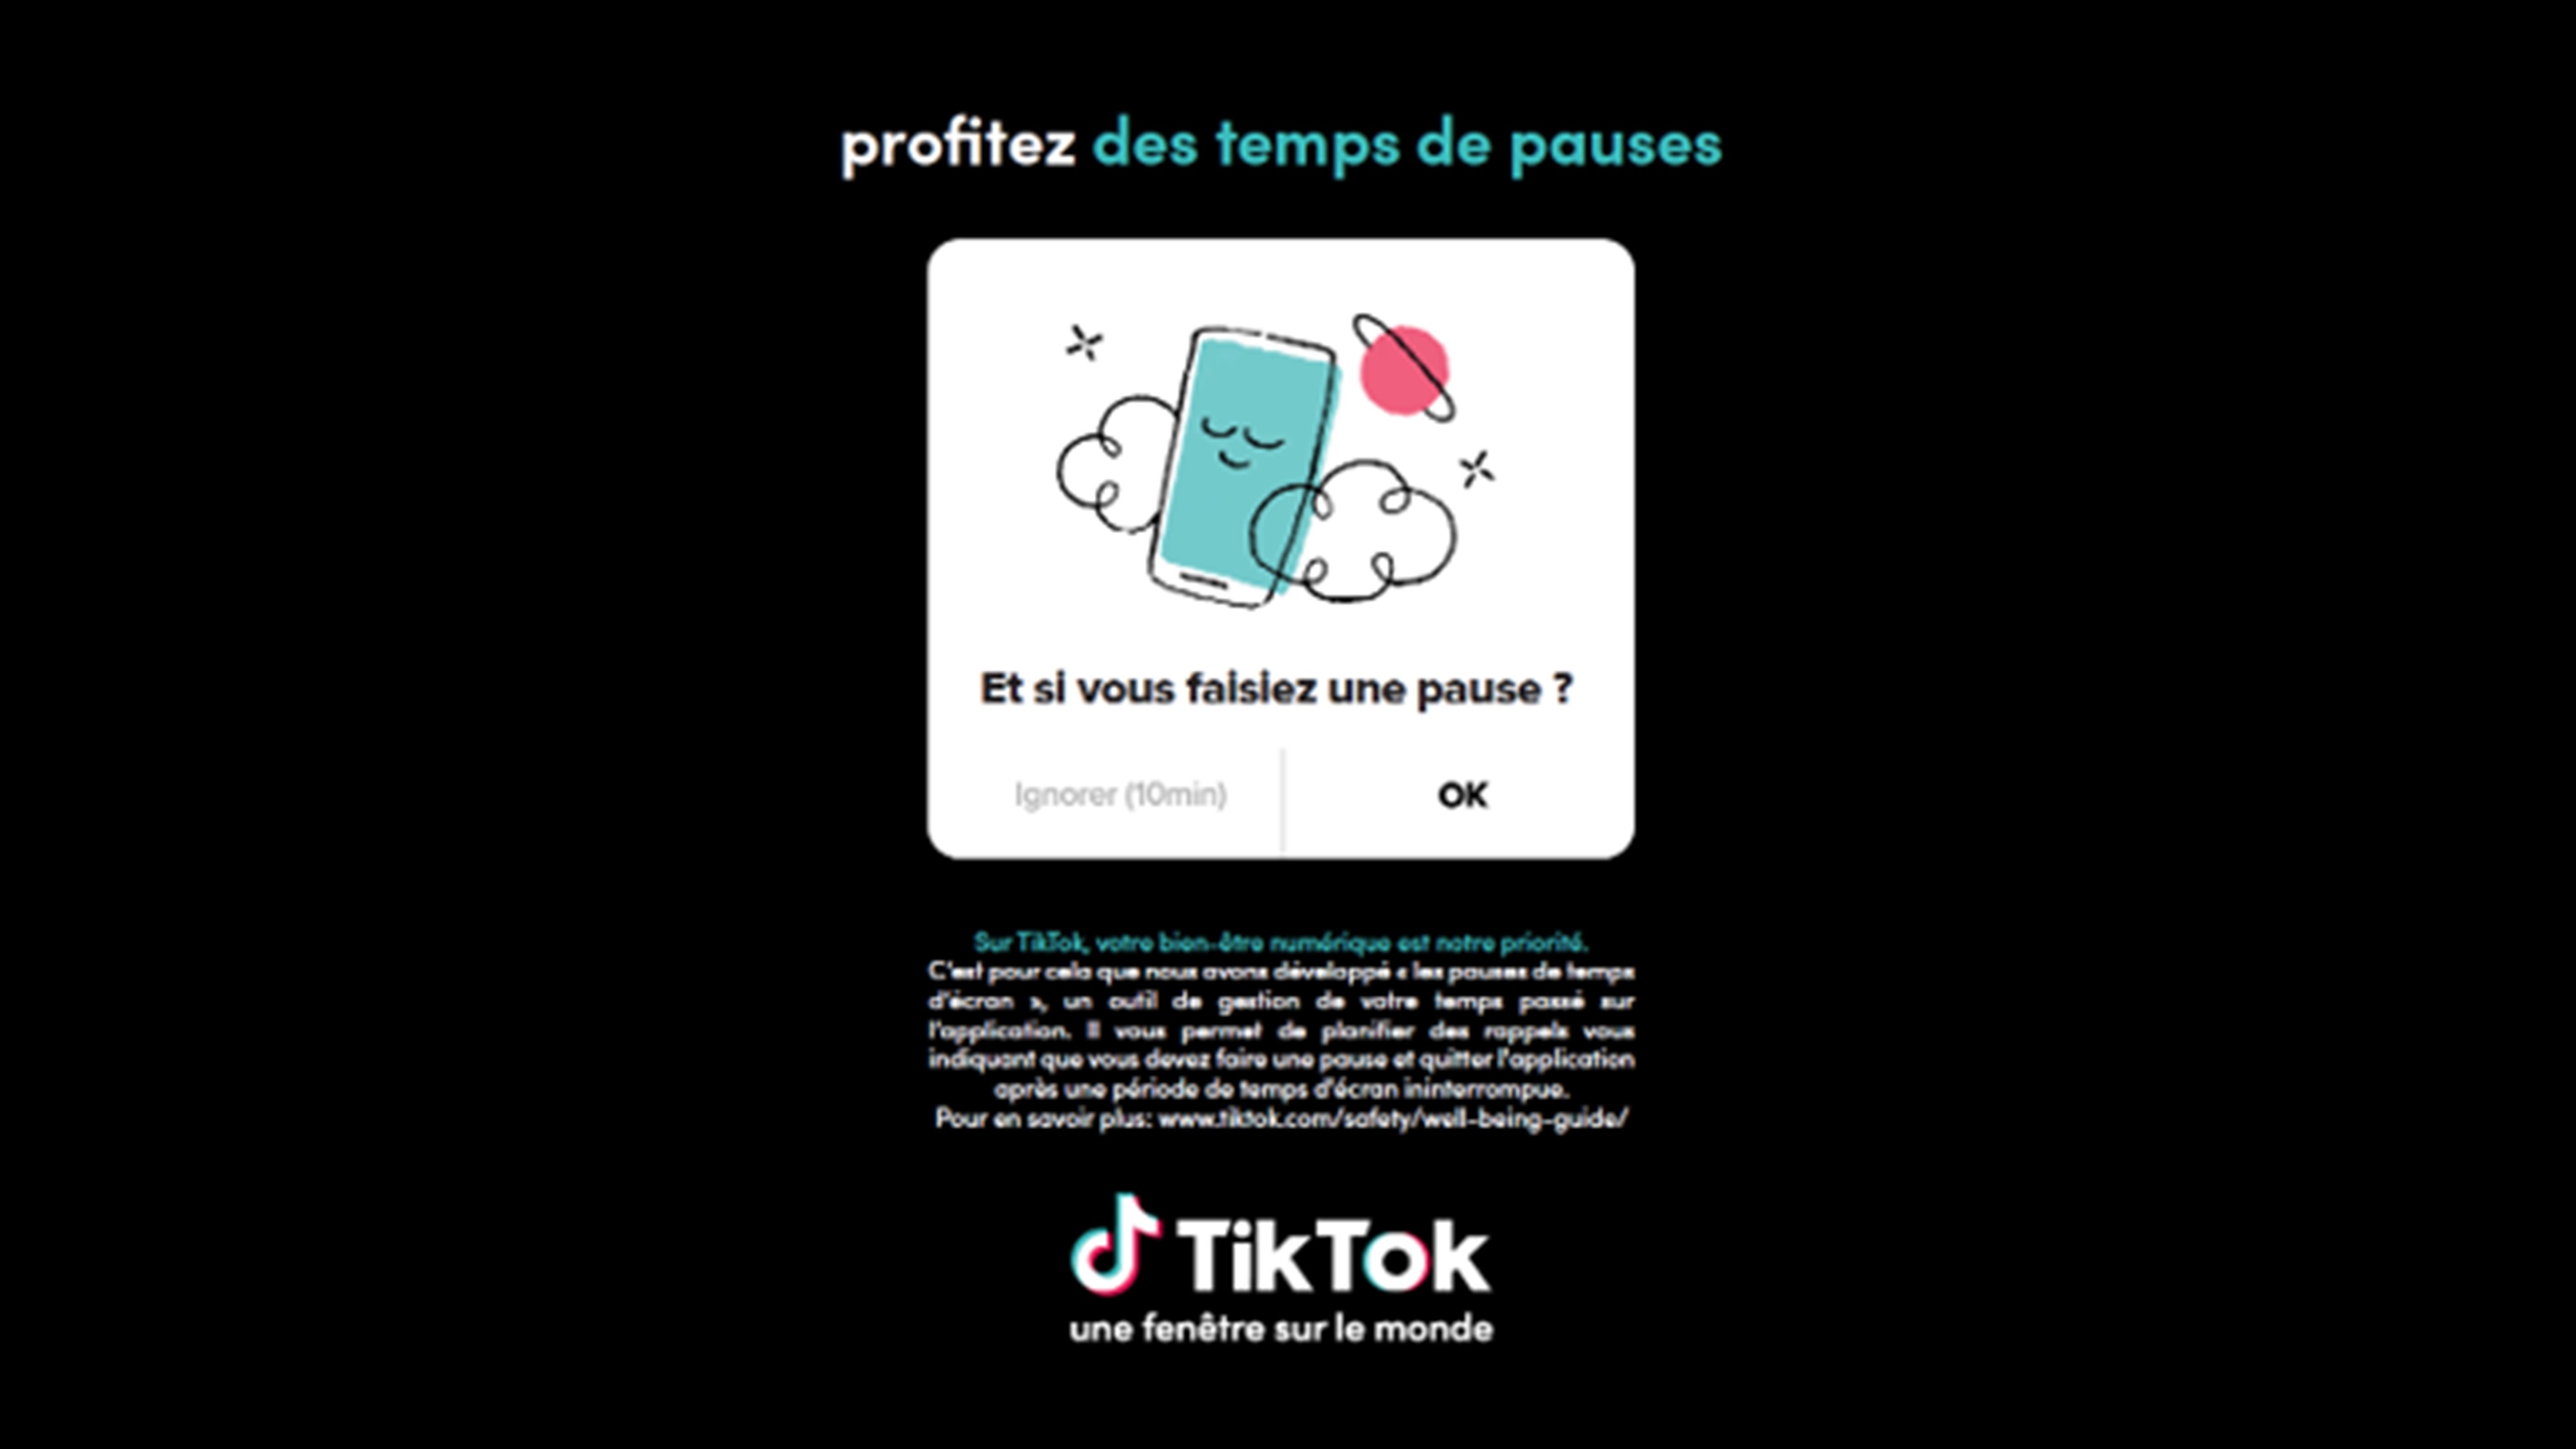 profitez des temps de pauses
Et si vous faisiez une pause ?
Ignorer (10min)
OK
Sur TikTok, votre bien-être numérique est notre priorité.
C'est pour cela que nous avons développé « les pauses de temps
d'écran », un outil de gestion de votre temps passé sur
l'application. Il vous permet de planifier des rappels vous
indiquant que vous devez faire une pause et quitter l'application
après une période de temps d'écran ininterrompue.
Pour en savoir plus: www.tiktok.com/safety/well-being-guide/
TikTok
une fenêtre sur le monde